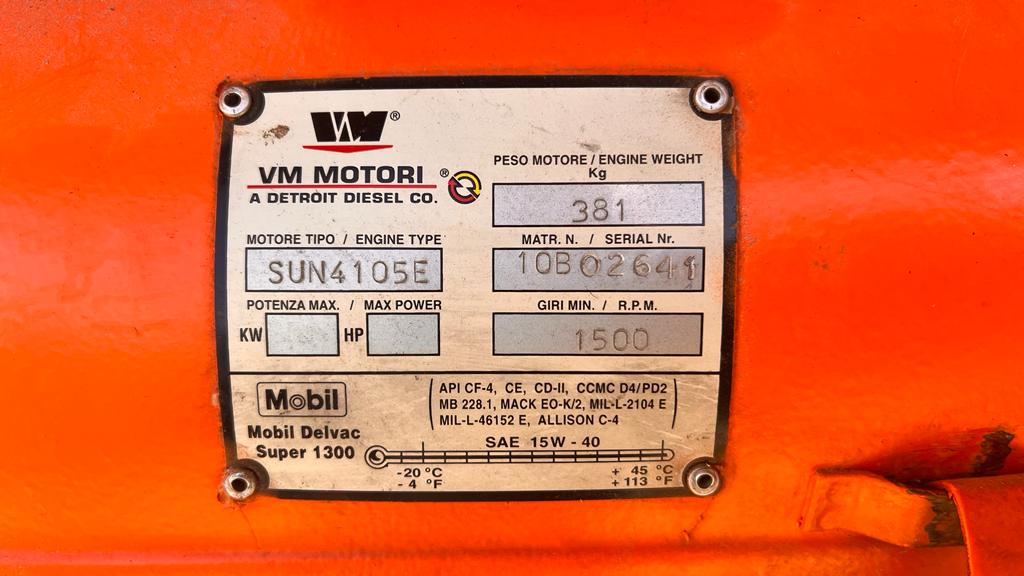 VM®
VM MOTORI®
A DETROIT DIESEL CO.
PESO MOTORE / ENGINE WEIGHT
Kg
381
MOTORE TIPO / ENGINE TYPE
SUN4105E
MATR. N. / SERIAL Nr.
10B02641
POTENZA MAX. / MAX POWER
KW HP
GIRI MIN. / R.P.M.
1500
Mobil
Mobil Delvac
Super 1300
API CF-4, CE, CD-II, CCMC D4/PD2
MB 228.1, MACK EO-K/2, MIL-L-2104 E
MIL-L-46152 E, ALLISON C-4
SAE 15W - 40
-20 °C + 45 °C
- 4 °F + 113 °F